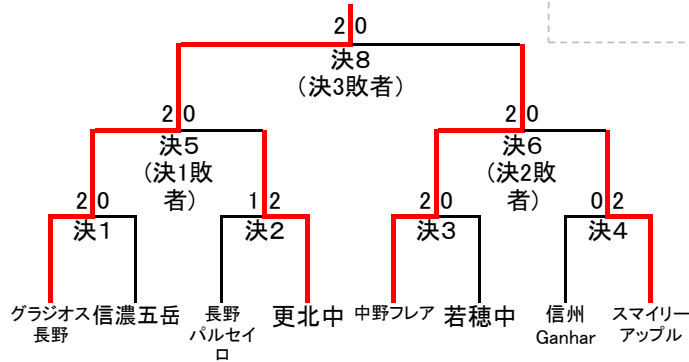 2 0
決8
（決3敗者）
2 0
2 0
決5
（決1敗
者）
決6
（決2敗
者）
2 0
1 2
2 0
0 2
決1
決2
決3
決4
グラジオス
長野
信濃五岳
長野
パルセイ
ロ
更北中
中野フレア
若穂中
信州
Ganhar
スマイリー
アップル